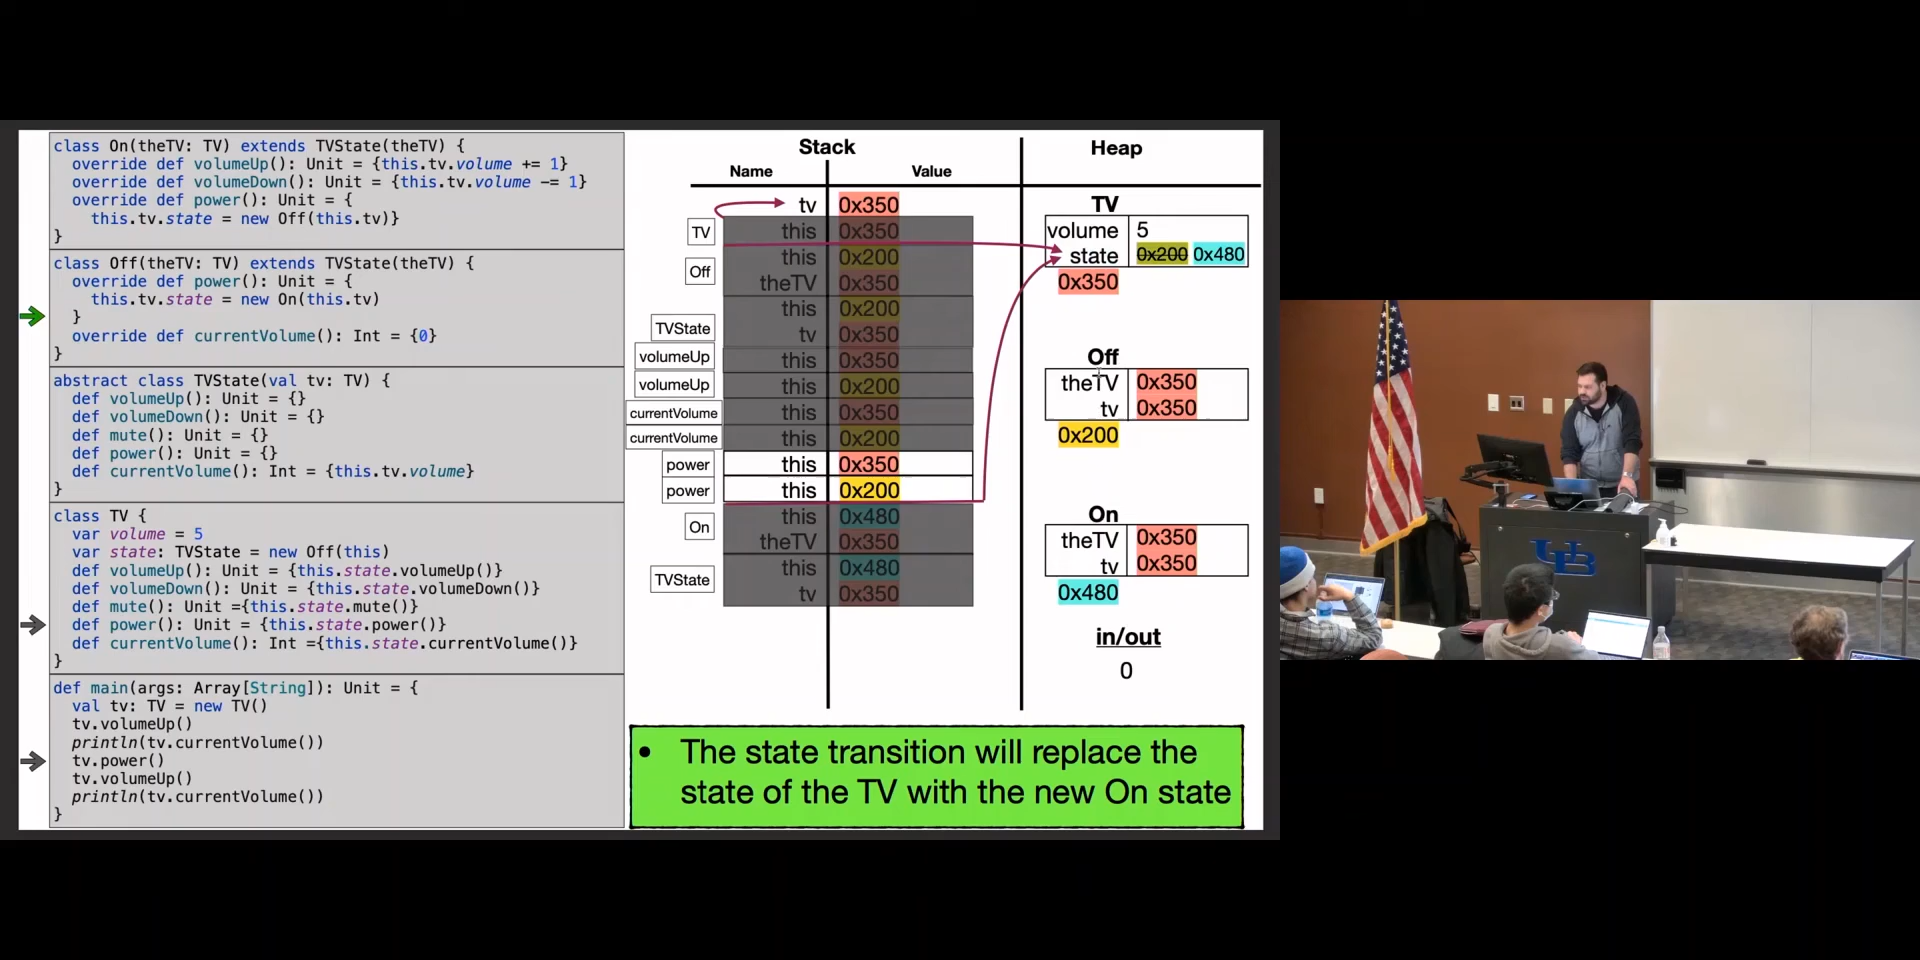 class On(theTV: TV) extends TVState(theTV) {
override def volumeUp(): Unit = {this.tv.volume += 1}
override def volumeDown(): Unit = {this.tv.volume -= 1}
override def power(): Unit = {
this.tv.state = new Off(this.tv)}
}
class Off(theTV: TV) extends TVState(theTV) {
override def power(): Unit = {
this.tv.state = new On(this.tv)
}
override def currentVolume(): Int = {0}
}
abstract class TVState(val tv: TV) {
def volumeUp(): Unit = {}
def volumeDown(): Unit = {}
def mute(): Unit = {}
def power(): Unit = {}
def currentVolume(): Int = {this.tv.volume}
}
class TV {
var volume = 5
var state: TVState = new Off(this)
def volumeUp(): Unit = {this.state.volumeUp()}
def volumeDown(): Unit = {this.state.volumeDown()}
def mute(): Unit ={this.state.mute()}
def power(): Unit = {this.state.power()}
def currentVolume(): Int ={this.state.currentVolume()}
}
def main(args: Array[String]): Unit = {
val tv: TV = new TV()
tv.volumeUp()
println(tv.currentVolume())
tv.power()
tv.volumeUp()
println(tv.currentVolume())
}
Stack
Name Value
tv 0x350
TV this 0x350
Off this 0x200
theTV 0x350
TVState this 0x200
tv 0x350
volumeUp this 0x350
volumeUp this 0x200
currentVolume this 0x350
currentVolume this 0x200
power this 0x350
power this 0x200
On this 0x480
theTV 0x350
TVState this 0x480
tv 0x350
Heap
TV
volume 5
state 0x200 0x480
0x350
Off
theTV 0x350
tv 0x350
0x200
On
theTV 0x350
tv 0x350
0x480
in/out
0
• The state transition will replace the
state of the TV with the new On state
UB